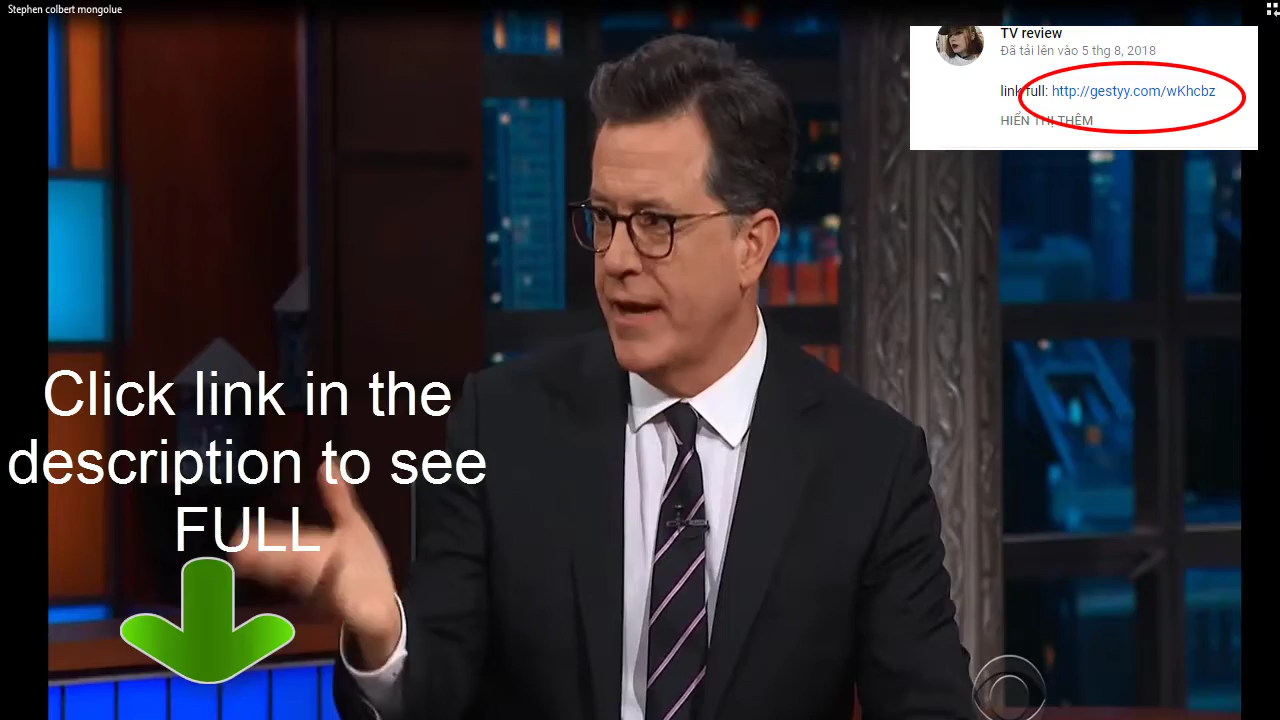 Stephen colbert mongolue
TV review
Đã tải lên vào 5 thg 8, 2018
link full: http://gestyy.com/wKhcbz
HIỂN THỊ THÊM
Click link in the
description to see
FULL